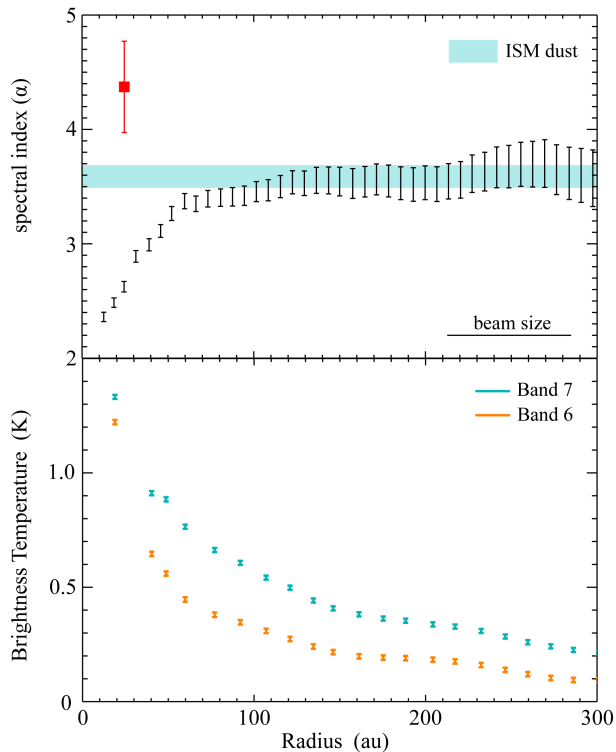 5
ISM dust
4
spectral index (α)
3
beam size
2
Band 7
Band 6
1.0
Brightness Temperature (K)
0.5
0
0 100 200 300
Radius (au)